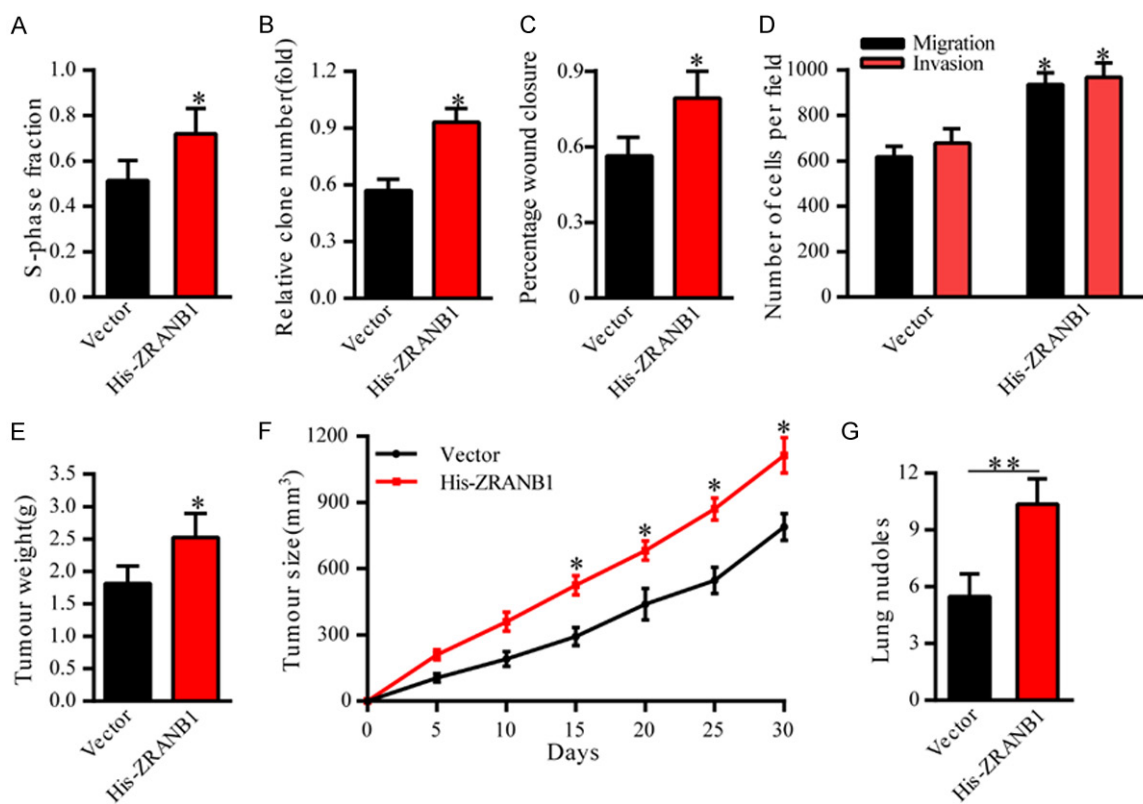 A
S-phase fraction
1.0
0.8
0.6
0.4
0.2
0.0
*
Vector
His-ZRANB1
B
Relative clone number(fold)
1.2
0.9
0.6
0.3
0.0
*
Vector
His-ZRANB1
C
Percentage wound closure
0.9
0.6
0.3
0
*
Vector
His-ZRANB1
D
Migration
Invasion
Number of cells per field
1000
800
600
400
200
0
* *
Vector
His-ZRANB1
E
Tumour weight(g)
3.5
3.0
2.5
2.0
1.5
1.0
0.5
0.0
*
Vector
His-ZRANB1
F
Vector
His-ZRANB1
Tumour size(mm³)
1200
900
600
300
0
* * * *
0 5 10 15 20 25 30
Days
G
Lung nudoles
12
9
6
3
0
**
Vector
His-ZRANB1